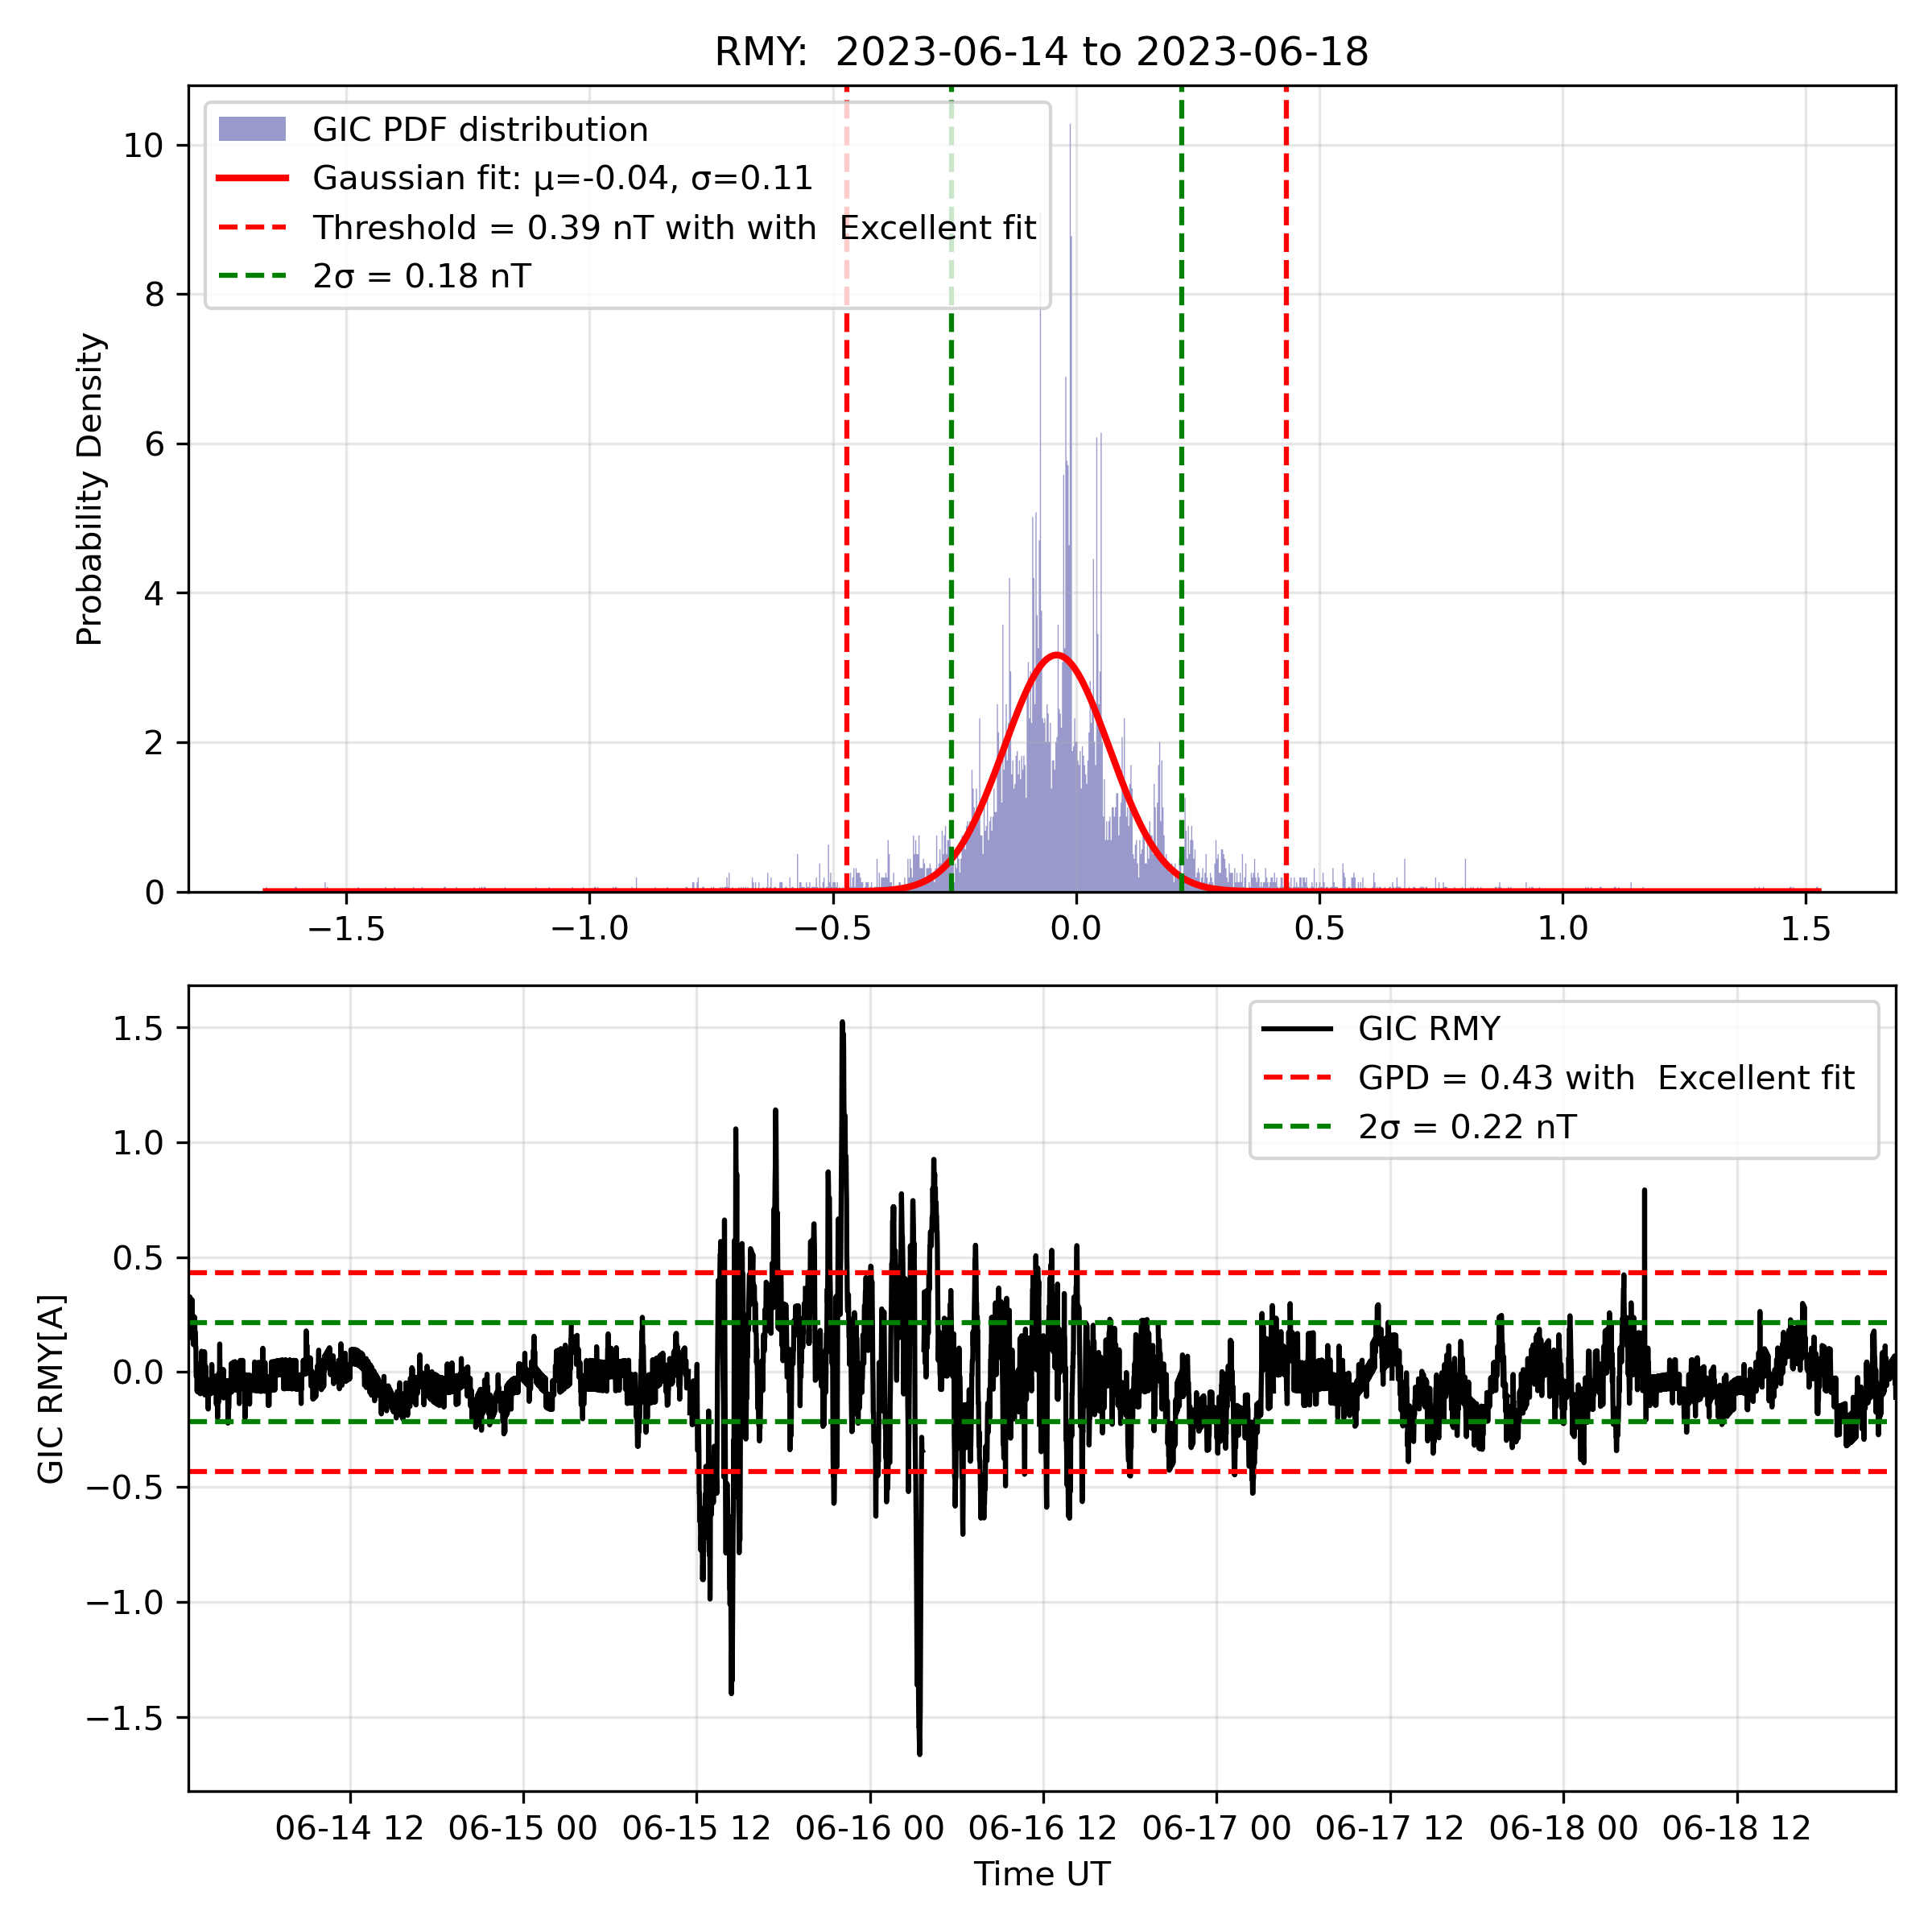 RMY:  2023-06-14 to 2023-06-18
GIC PDF distribution
Gaussian fit: μ=-0.04, σ=0.11
Threshold = 0.39 nT with with  Excellent fit
2σ = 0.18 nT
Probability Density
10
8
6
4
2
0
−1.5
−1.0
−0.5
0.0
0.5
1.0
1.5
GIC RMY
GPD = 0.43 with  Excellent fit
2σ = 0.22 nT
GIC RMY[A]
1.5
1.0
0.5
0.0
−0.5
−1.0
−1.5
06-14 12
06-15 00
06-15 12
06-16 00
06-16 12
06-17 00
06-17 12
06-18 00
06-18 12
Time UT